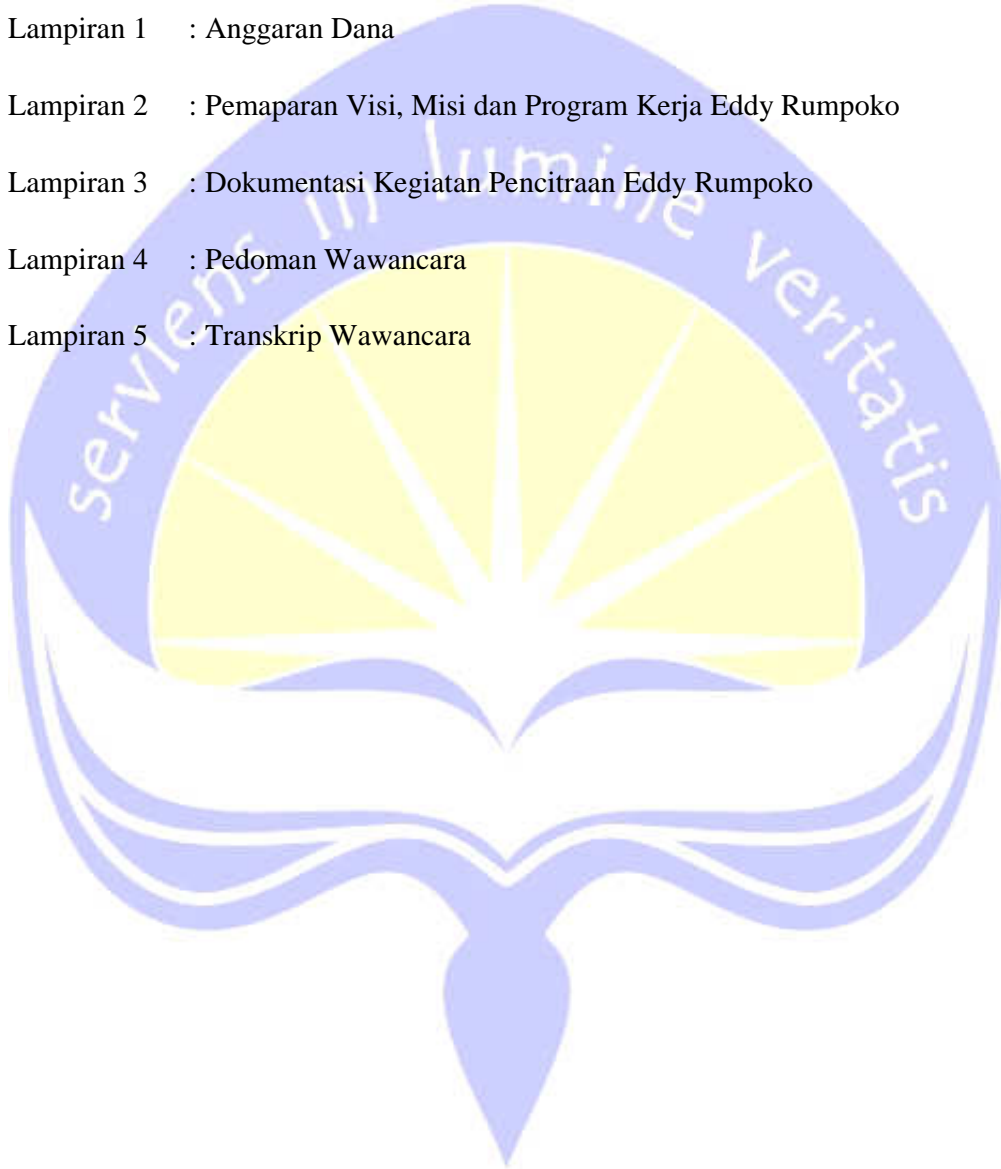 Lampiran 1 : Anggaran Dana
Lampiran 2 : Pemaparan Visi, Misi dan Program Kerja Eddy Rumpoko
Lampiran 3 : Dokumentasi Kegiatan Pencitraan Eddy Rumpoko
Lampiran 4 : Pedoman Wawancara
Lampiran 5 : Transkrip Wawancara
serviens in lumine veritatis